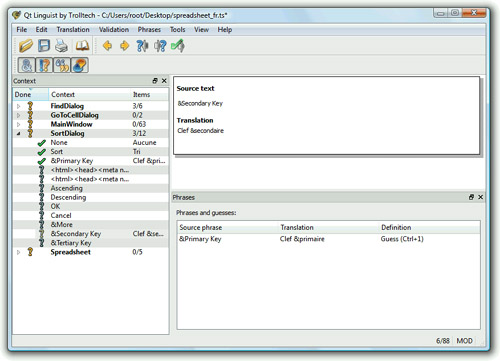 Qt Linguist by Trolltech - C:/Users/root/Desktop/spreadsheet_fr.ts*
File Edit Translation Validation Phrases Tools View Help
Context
Done Context Items
FindDialog 3/6
GoToCellDialog 0/2
MainWindow 0/63
SortDialog 3/12
None Aucune
Sort Tri
&Primary Key Clef &pri...
<html><head><meta n...
<html><head><meta n...
Ascending
Descending
OK
Cancel
&More
&Secondary Key Clef &se...
&Tertiary Key
Spreadsheet 0/5
Source text
&Secondary Key
Translation
Clef &secondaire
Phrases
Phrases and guesses:
Source phrase Translation Definition
&Primary Key Clef &primaire Guess (Ctrl+1)
6/88 MOD